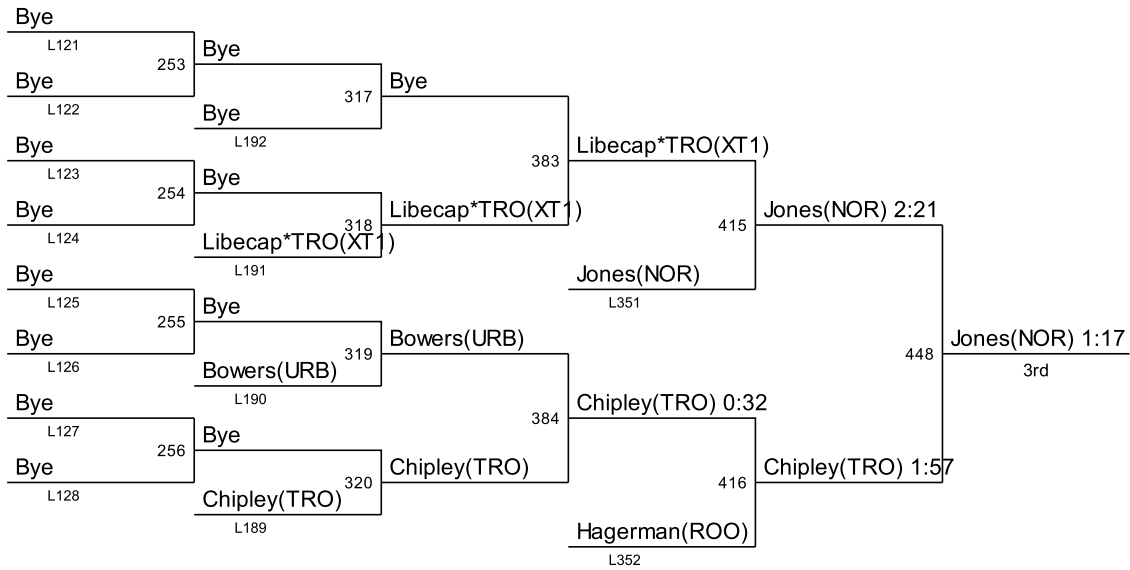 Bye
L121
253
Bye
Bye
L122
317
Bye
Bye
L192
Bye
L123
254
Bye
Bye
L124
318
Libecap*TRO(XT1)
Libecap*TRO(XT1)
L191
383
Libecap*TRO(XT1)
415
Jones(NOR) 2:21
Jones(NOR)
L351
Bye
L125
255
Bye
Bye
L126
319
Bowers(URB)
Bowers(URB)
L190
384
Chipley(TRO) 0:32
Bye
L127
256
Bye
Bye
L128
320
Chipley(TRO)
Chipley(TRO)
L189
416
Chipley(TRO) 1:57
Hagerman(ROO)
L352
448
Jones(NOR) 1:17
3rd